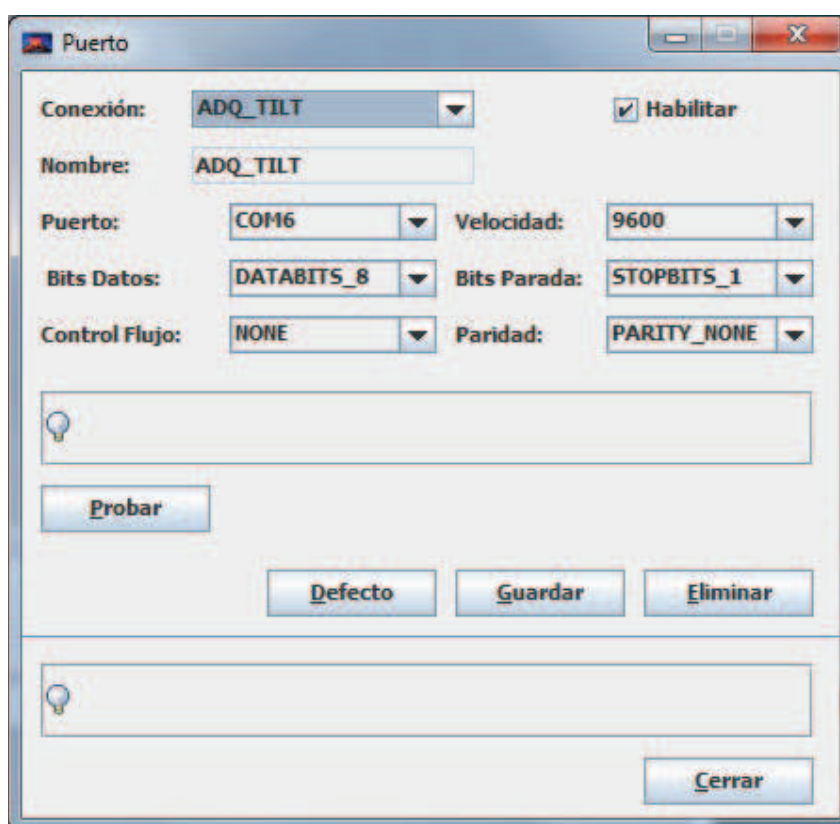 Puerto
Conexión: ADQ_TILT Habilitar
Nombre: ADQ_TILT
Puerto: COM6 Velocidad: 9600
Bits Datos: DATABITS_8 Bits Parada: STOPBITS_1
Control Flujo: NONE Paridad: PARITY_NONE
Probar
Defecto Guardar Eliminar
Cerrar